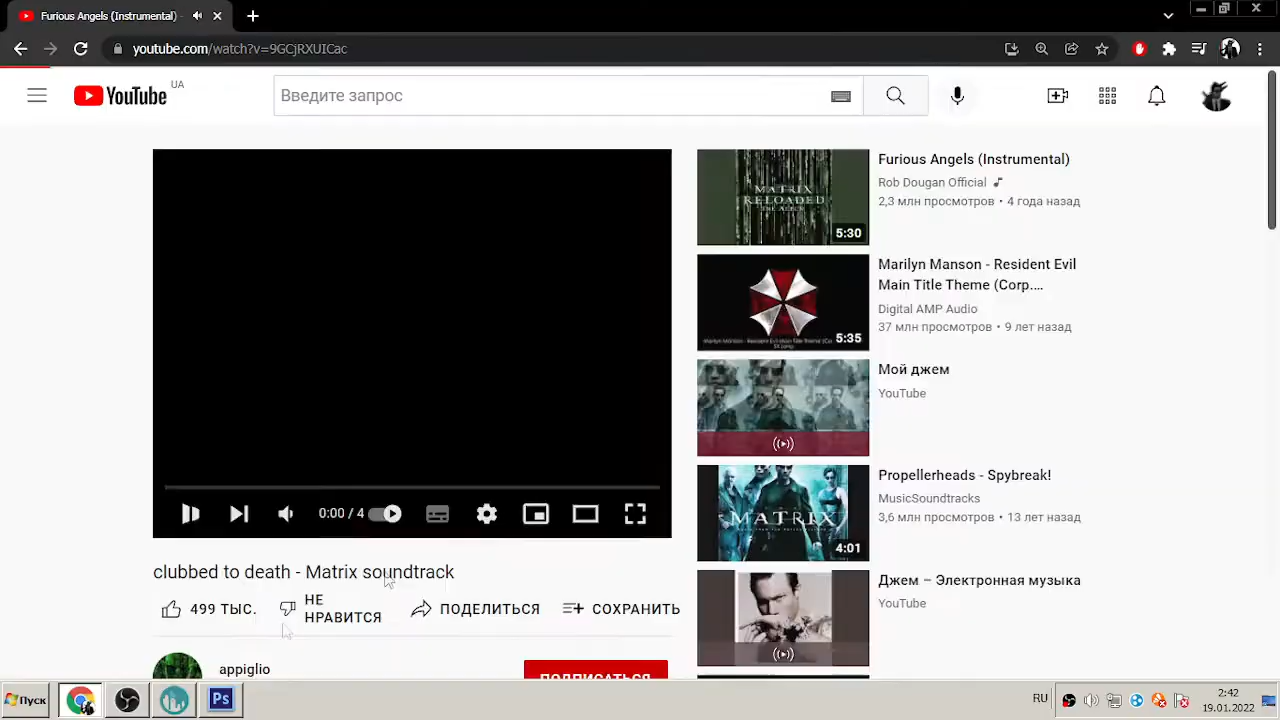 Furious Angels (Instrumental) -
youtube.com/watch?v=9GCjRXUICac
YouTube
UA
Введите запрос
MATRIX
RELOADED
THE ALBUM
5:30
Furious Angels (Instrumental)
Rob Dougan Official
2,3 млн просмотров • 4 года назад
5:35
Marilyn Manson - Resident Evil
Main Title Theme (Corp.…
Digital AMP Audio
37 млн просмотров • 9 лет назад
Мой джем
YouTube
MATRIX
4:01
Propellerheads - Spybreak!
MusicSoundtracks
3,6 млн просмотров • 13 лет назад
Джем – Электронная музыка
YouTube
0:00 / 4
clubbed to death - Matrix soundtrack
499 ТЫС.
НЕ
НРАВИТСЯ
ПОДЕЛИТЬСЯ
СОХРАНИТЬ
appiglio
ПОДПИСАТЬСЯ
Пуск
Ps
RU
2:42
19.01.2022